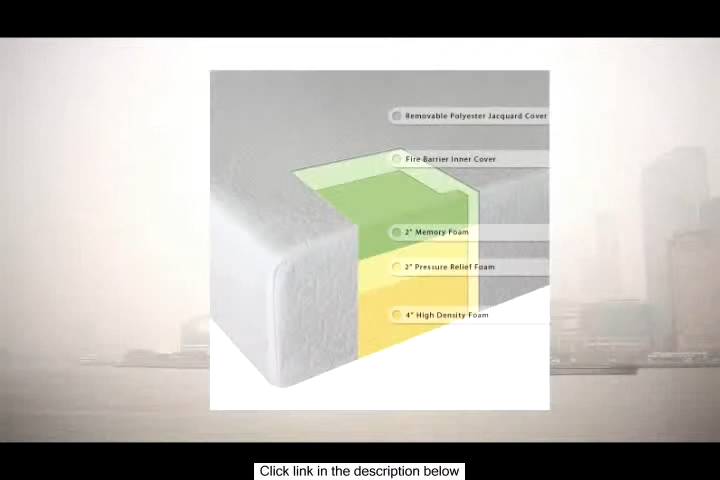 Removable Polyester Jacquard Cover
Fire Barrier Inner Cover
2" Memory Foam
2" Pressure Relief Foam
4" High Density Foam
Click link in the description below